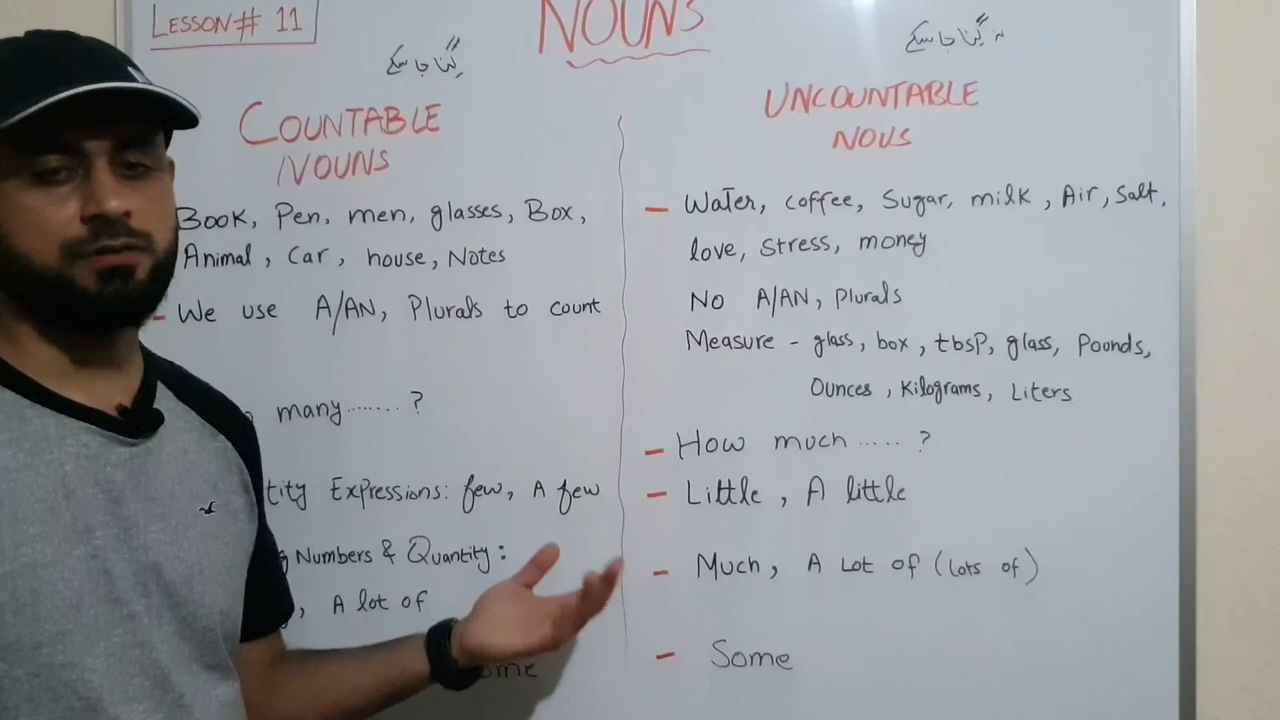 LESSON# 11
NOUNS
گِنا جا سکے
نہ گِنا جا سکے
COUNTABLE
NOUNS
Book, Pen, men, glasses, Box,
Animal, Car, house, Notes
- We use A/AN, Plurals to count
many........ ?
Expressions: few, A few
Numbers & Quantity:
, A lot of
UNCOUNTABLE
NOUS
- Water, coffee, Sugar, milk, Air, Salt,
love, Stress, money
No A/AN, Plurals
Measure - glass, box, tbsp, glass, Pounds,
Ounces, Kilograms, Liters
- How much ..... ?
- Little, A little
- Much, A Lot of (Lots of)
- Some